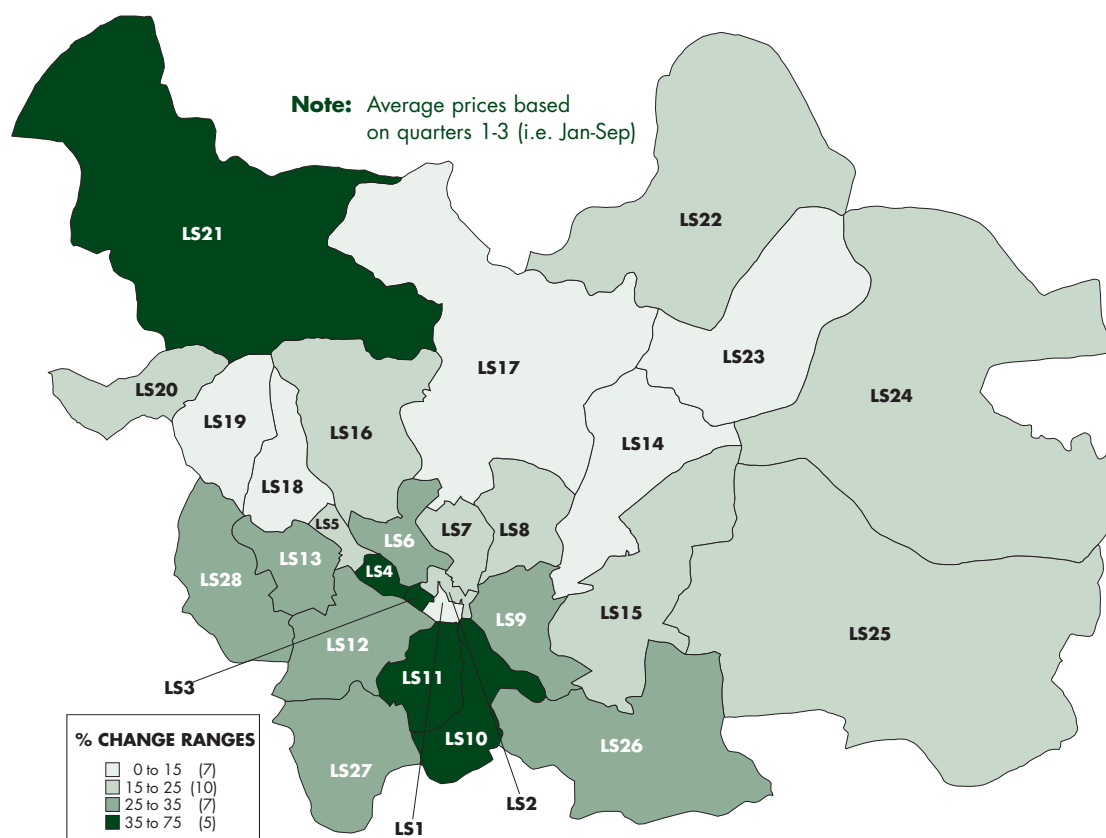 Note: Average prices based
on quarters 1-3 (i.e. Jan-Sep)
LS22
LS21
LS23
LS17
LS20
LS24
LS19
LS16
LS14
LS18
LS5
LS7
LS8
LS6
LS13
LS4
LS28
LS15
LS9
LS25
LS12
LS11
LS3
LS10
LS26
LS27
LS2
LS1
% CHANGE RANGES
0 to 15 (7)
15 to 25 (10)
25 to 35 (7)
35 to 75 (5)